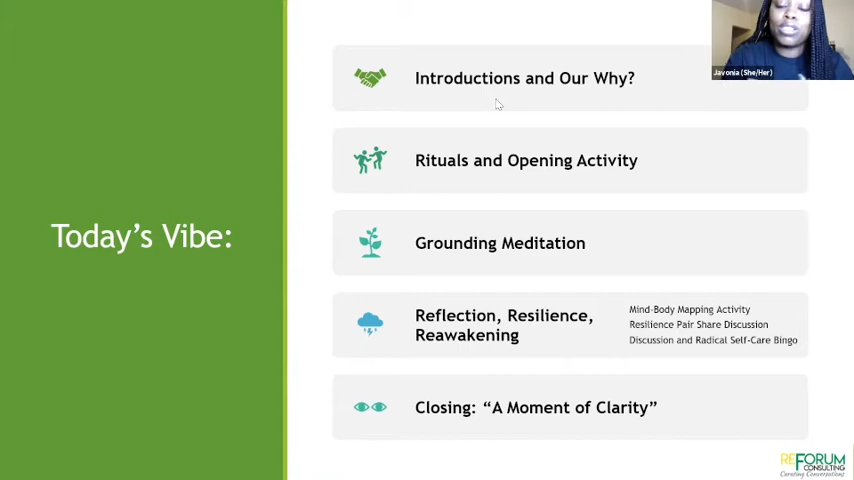 Today's Vibe:
Introductions and Our Why?
Rituals and Opening Activity
Grounding Meditation
Reflection, Resilience,
Reawakening
Mind-Body Mapping Activity
Resilience Pair Share Discussion
Discussion and Radical Self-Care Bingo
Closing: “A Moment of Clarity”
Javonia (She/Her)
REFORUM
CONSULTING
Curating Conversations